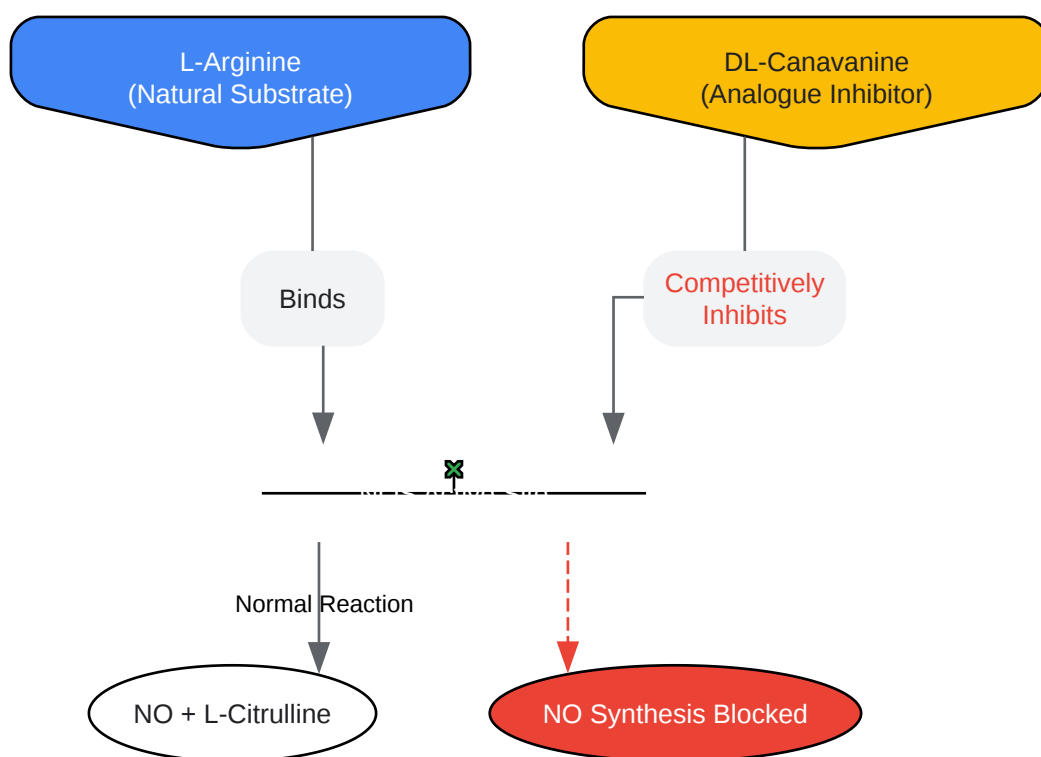 L-Arginine
(Natural Substrate)
DL-Canavanine
(Analogue Inhibitor)
Binds
Competitively
Inhibits
Normal Reaction
NO + L-Citrulline
NO Synthesis Blocked